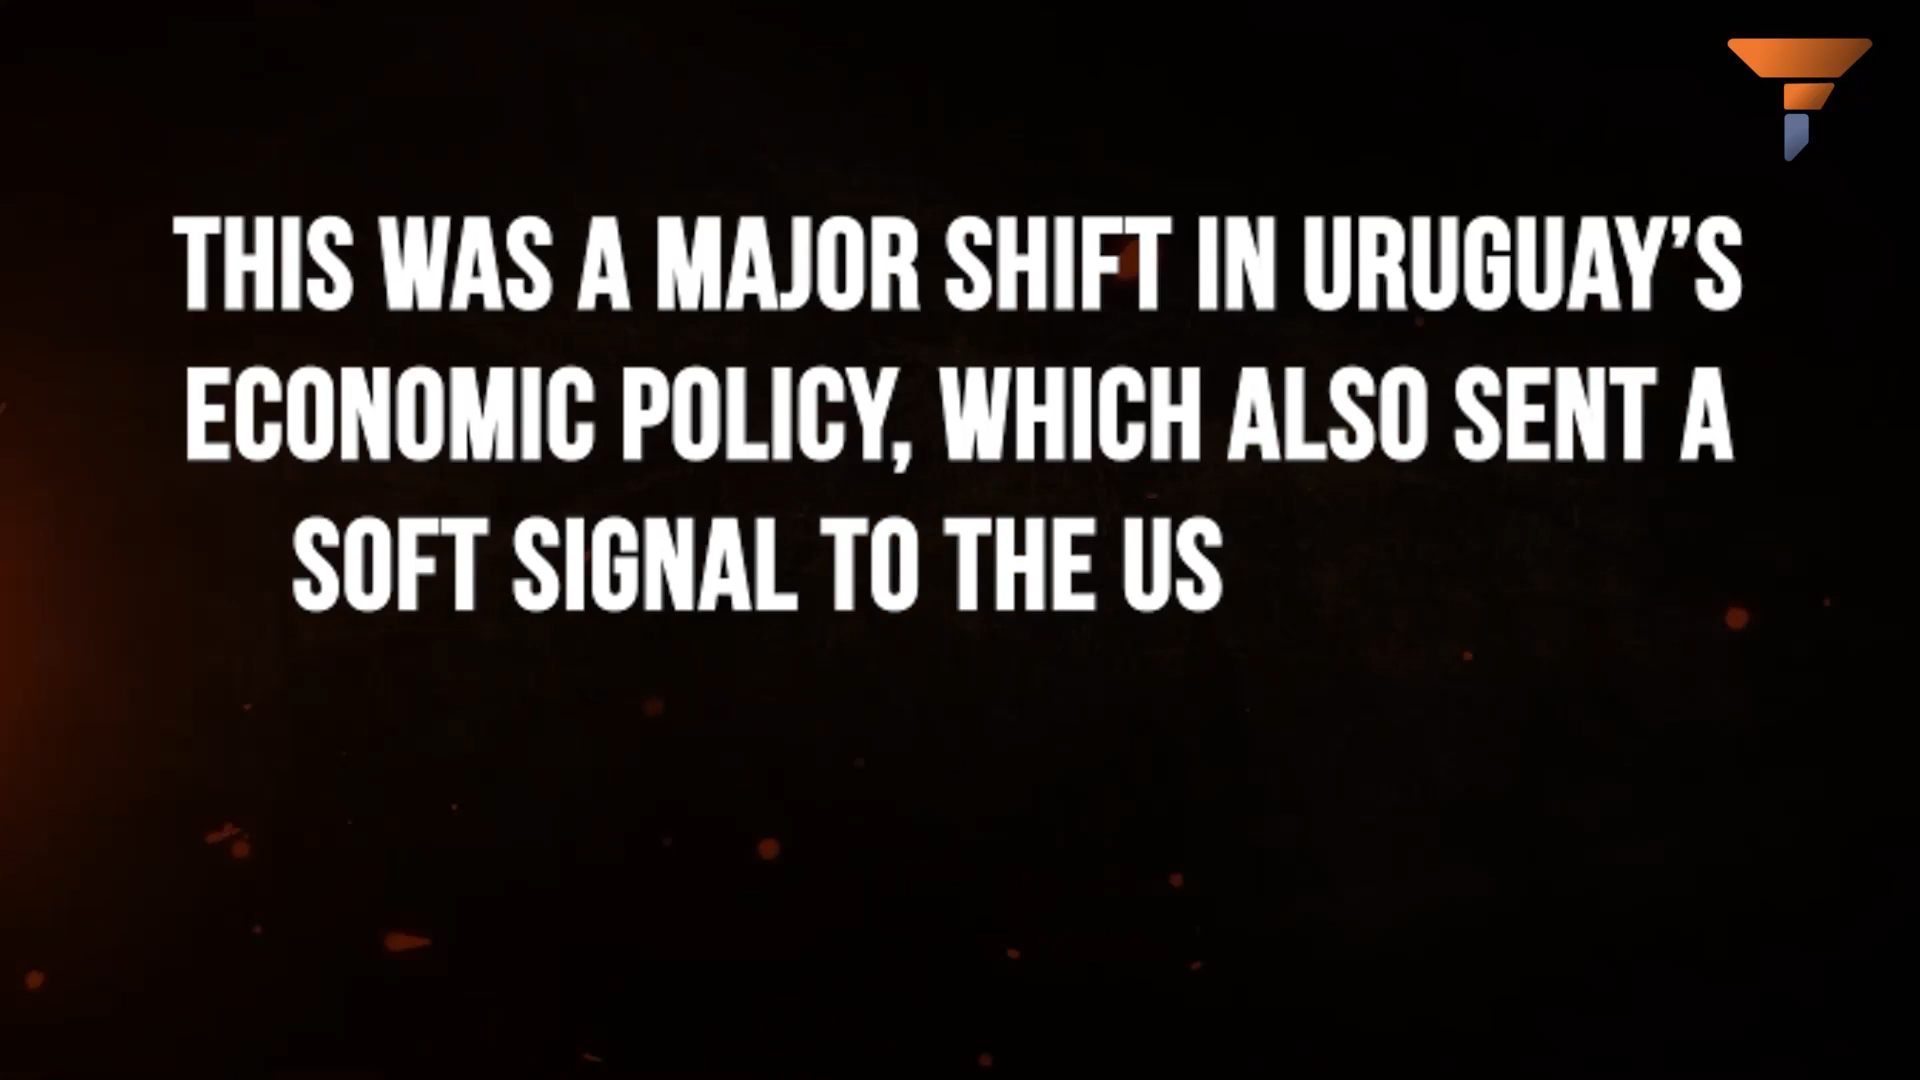 THIS WAS A MAJOR SHIFT IN URUGUAY’S
ECONOMIC POLICY, WHICH ALSO SENT A
SOFT SIGNAL TO THE US